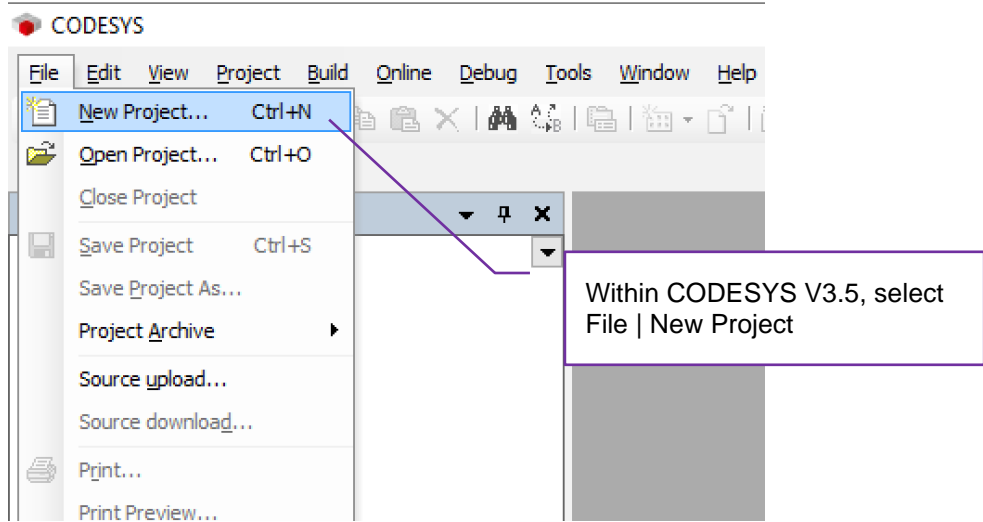 CODESYS
File Edit View Project Build Online Debug Tools Window Help
New Project... Ctrl+N
Open Project... Ctrl+O
Close Project
Save Project Ctrl+S
Save Project As...
Project Archive
Source upload...
Source download...
Print...
Print Preview...
Within CODESYS V3.5, select
File | New Project